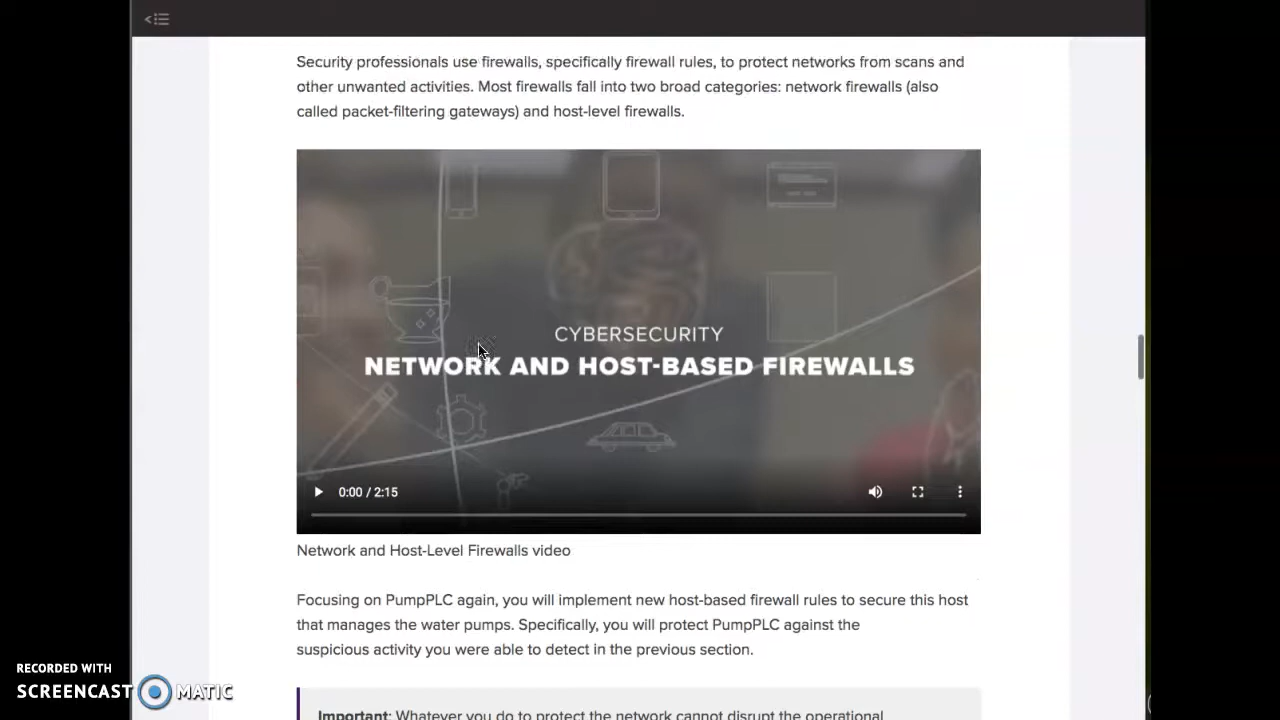 Security professionals use firewalls, specifically firewall rules, to protect networks from scans and
other unwanted activities. Most firewalls fall into two broad categories: network firewalls (also
called packet-filtering gateways) and host-level firewalls.
CYBERSECURITY
NETWORK AND HOST-BASED FIREWALLS
0:00 / 2:15
Network and Host-Level Firewalls video
Focusing on PumpPLC again, you will implement new host-based firewall rules to secure this host
that manages the water pumps. Specifically, you will protect PumpPLC against the
suspicious activity you were able to detect in the previous section.
Important: Whatever you do to protect the network cannot disrupt the operational
RECORDED WITH
SCREENCAST MATIC